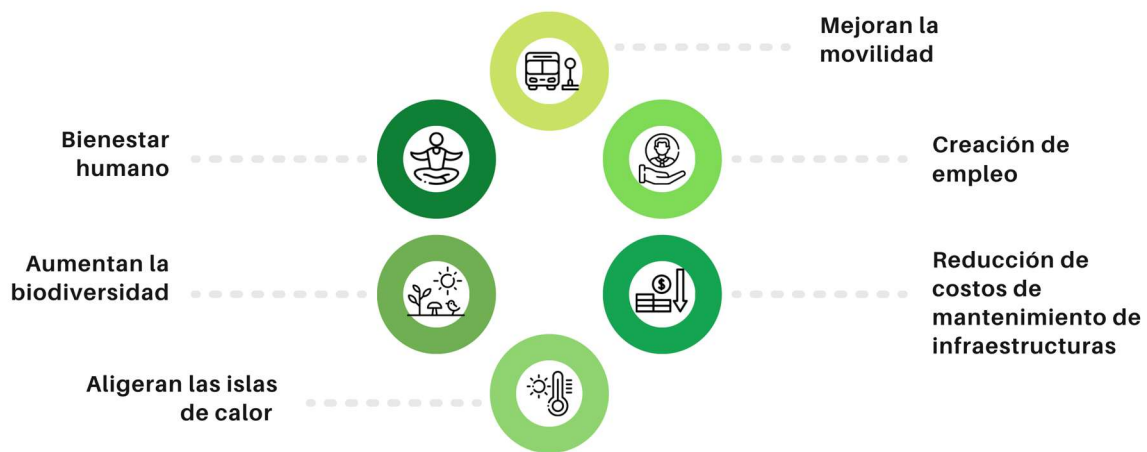 Mejoran la
movilidad
Bienestar
humano
Creación de
empleo
Aumentan la
biodiversidad
Reducción de
costos de
mantenimiento de
infraestructuras
Aligeran las islas
de calor
$